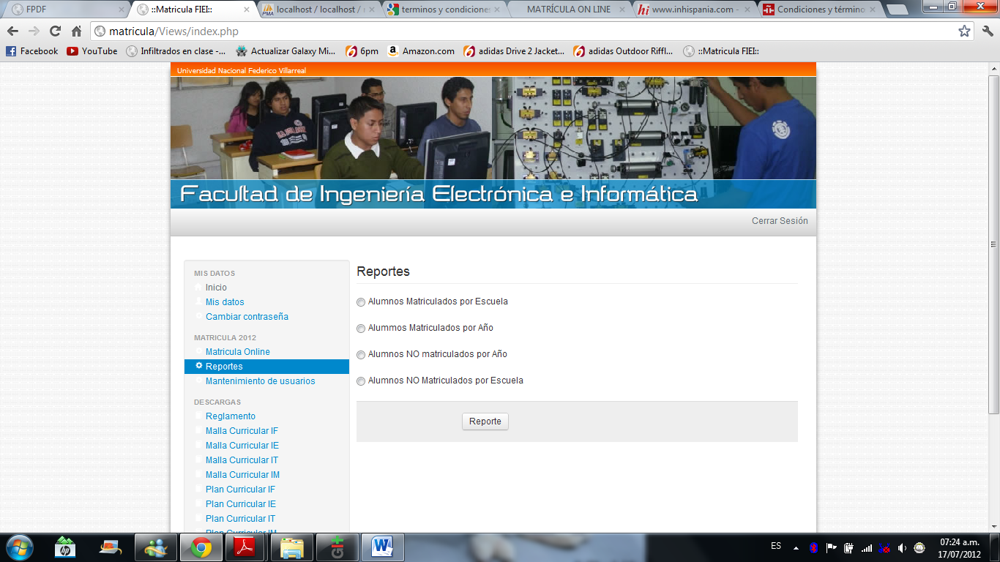 FPDF
::Matricula FIEI::
localhost / localhost /
terminos y condicione
MATRÍCULA ON LINE
www.inhispania.com -
Condiciones y término
matricula/Views/index.php
Facebook
YouTube
Infiltrados en clase -...
Actualizar Galaxy Mi...
6pm
Amazon.com
adidas Drive 2 Jacket...
adidas Outdoor Riffl...
::Matricula FIEI::
Universidad Nacional Federico Villarreal
Facultad de Ingeniería Electrónica e Informática
Cerrar Sesión
MIS DATOS
Inicio
Mis datos
Cambiar contraseña
MATRICULA 2012
Matricula Online
Reportes
Mantenimiento de usuarios
DESCARGAS
Reglamento
Malla Curricular IF
Malla Curricular IE
Malla Curricular IT
Malla Curricular IM
Plan Curricular IF
Plan Curricular IE
Plan Curricular IT
Plan Curricular IM
Reportes
Alumnos Matriculados por Escuela
Alummos Matriculados por Año
Alumnos NO matriculados por Año
Alumnos NO Matriculados por Escuela
Reporte
ES
07:24 a.m.
17/07/2012